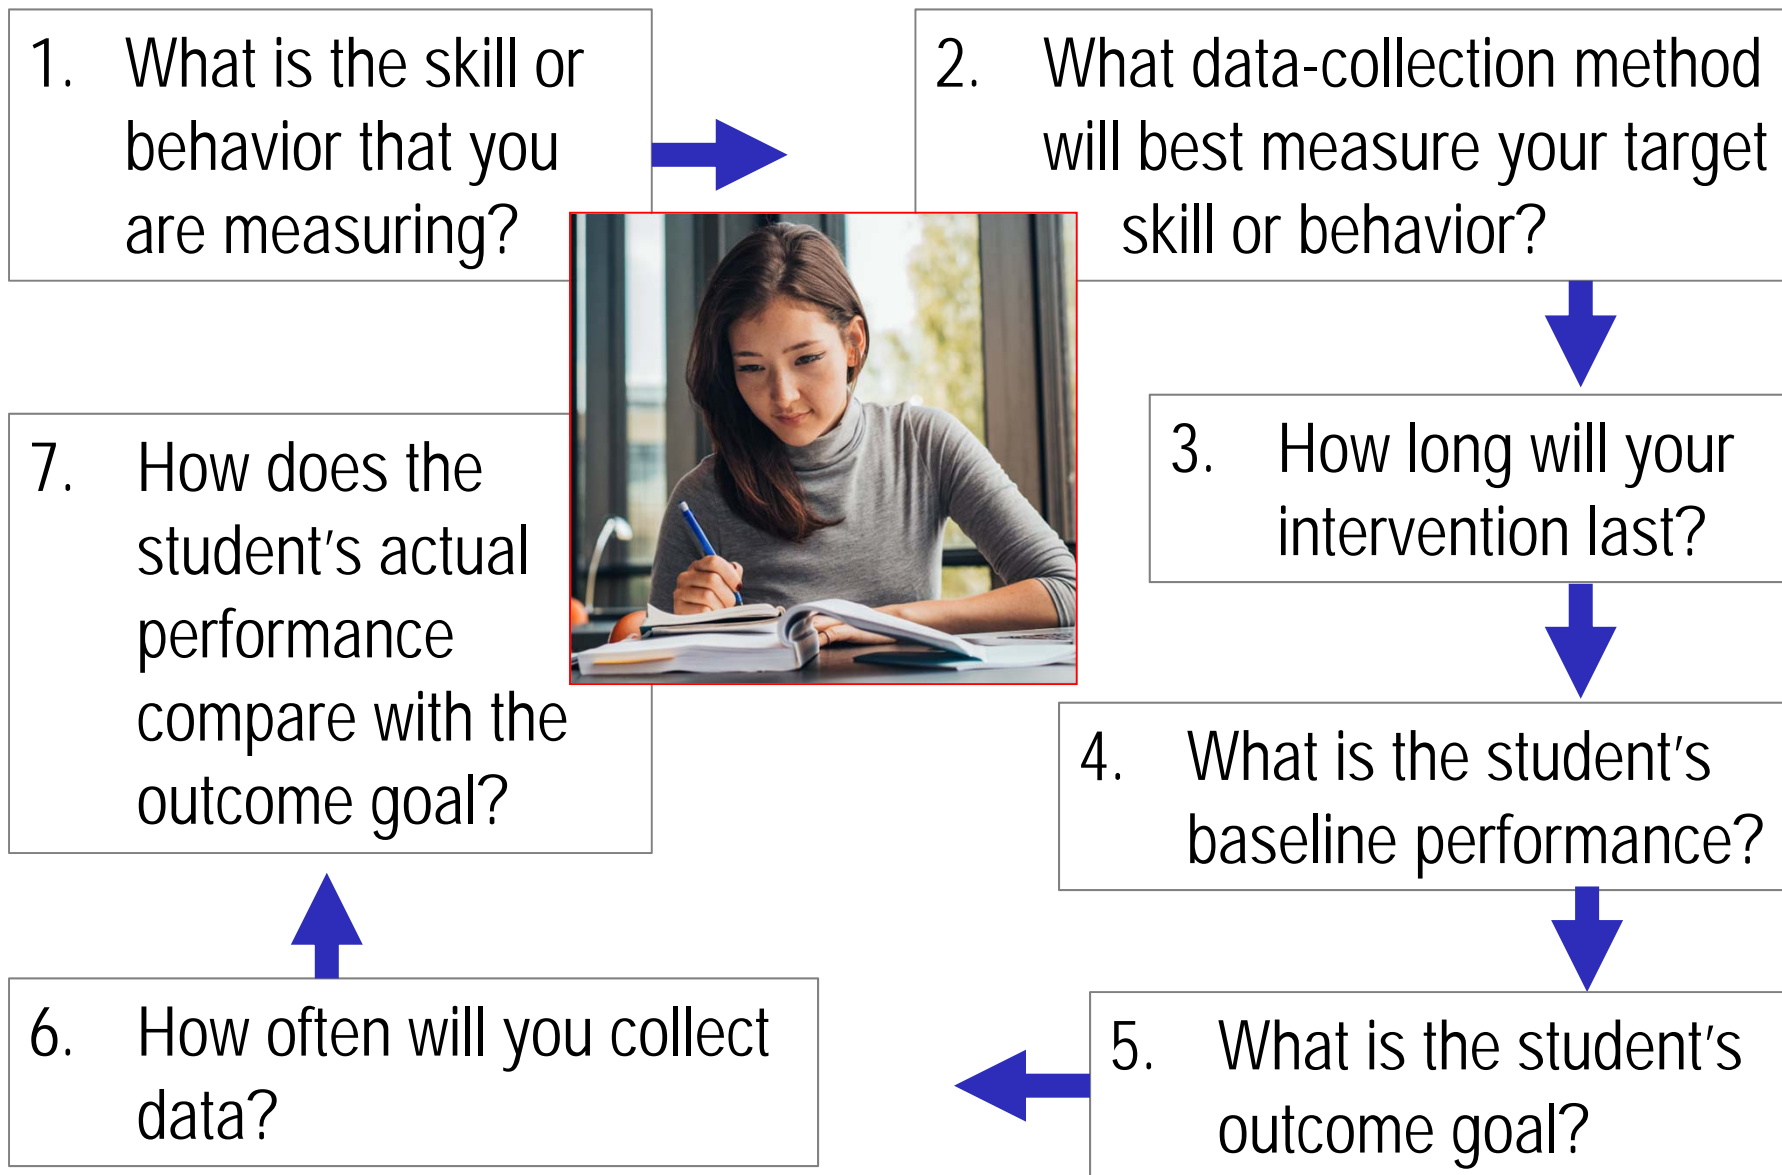 1. What is the skill or
behavior that you
are measuring?
2. What data-collection method
will best measure your target
skill or behavior?
3. How long will your
intervention last?
4. What is the student's
baseline performance?
5. What is the student's
outcome goal?
6. How often will you collect
data?
7. How does the
student's actual
performance
compare with the
outcome goal?